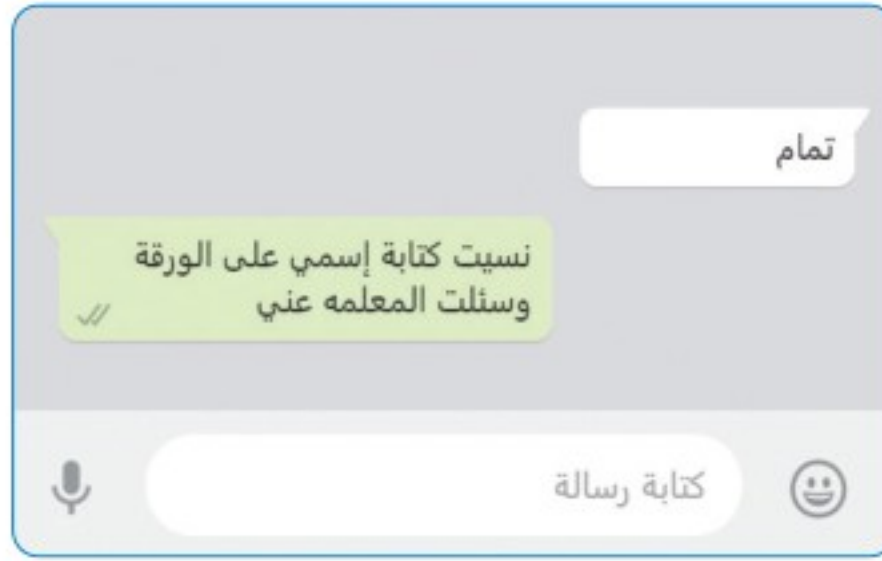 تمام
نسيت كتابة إسمي على الورقة
وسئلت المعلمه عني
كتابة رسالة